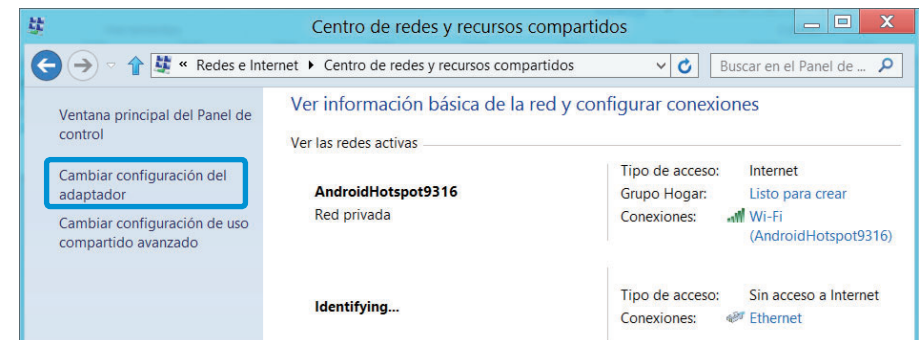 Centro de redes y recursos compartidos
« Redes e Internet ▸ Centro de redes y recursos compartidos
Buscar en el Panel de ...
Ventana principal del Panel de
control
Cambiar configuración del
adaptador
Cambiar configuración de uso
compartido avanzado
Ver información básica de la red y configurar conexiones
Ver las redes activas
AndroidHotspot9316
Red privada
Tipo de acceso: Internet
Grupo Hogar: Listo para crear
Conexiones: Wi-Fi
(AndroidHotspot9316)
Identifying...
Tipo de acceso: Sin acceso a Internet
Conexiones: Ethernet